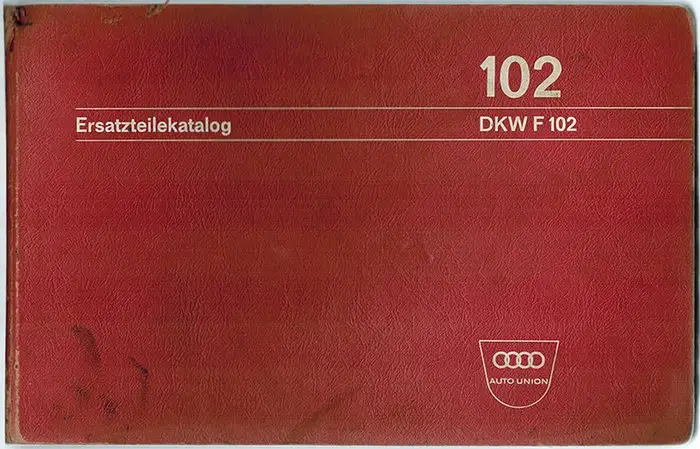 102
Ersatzteilekatalog DKW F 102
AUTO UNION